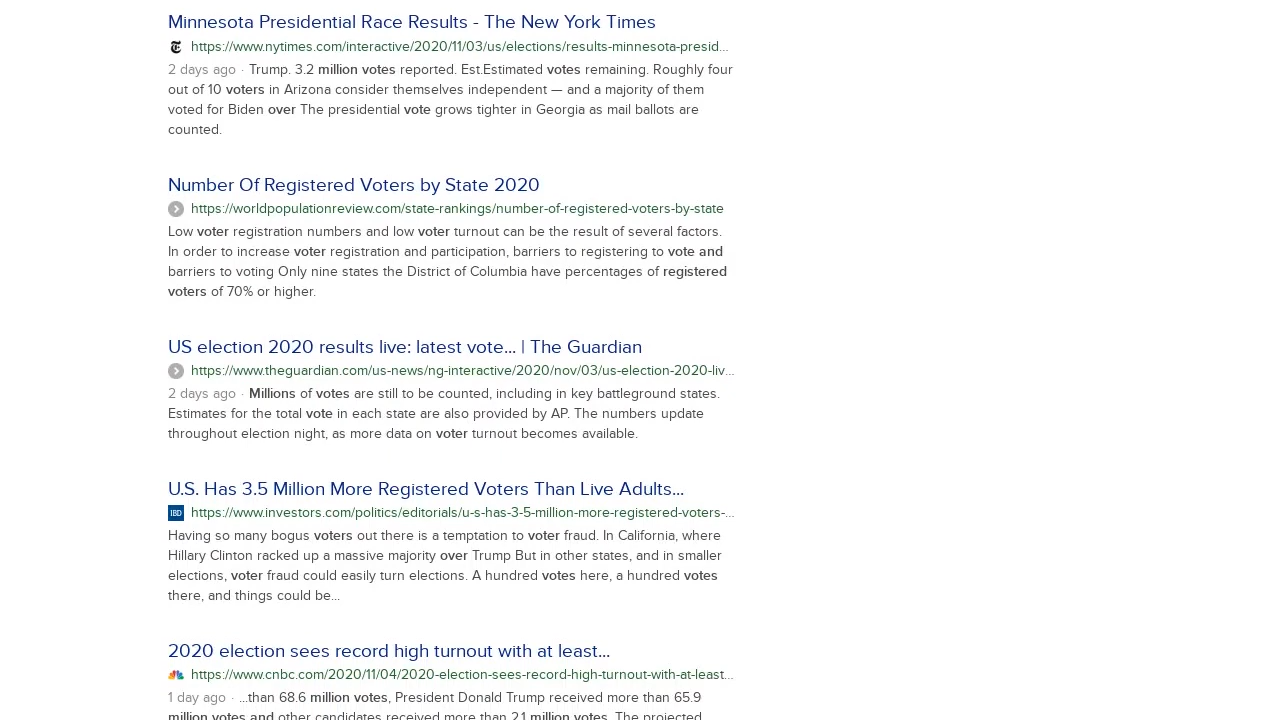 Minnesota Presidential Race Results - The New York Times
https://www.nytimes.com/interactive/2020/11/03/us/elections/results-minnesota-presid...
2 days ago · Trump. 3.2 million votes reported. Est.Estimated votes remaining. Roughly four
out of 10 voters in Arizona consider themselves independent — and a majority of them
voted for Biden over The presidential vote grows tighter in Georgia as mail ballots are
counted.
Number Of Registered Voters by State 2020
https://worldpopulationreview.com/state-rankings/number-of-registered-voters-by-state
Low voter registration numbers and low voter turnout can be the result of several factors.
In order to increase voter registration and participation, barriers to registering to vote and
barriers to voting Only nine states the District of Columbia have percentages of registered
voters of 70% or higher.
US election 2020 results live: latest vote... | The Guardian
https://www.theguardian.com/us-news/ng-interactive/2020/nov/03/us-election-2020-liv...
2 days ago · Millions of votes are still to be counted, including in key battleground states.
Estimates for the total vote in each state are also provided by AP. The numbers update
throughout election night, as more data on voter turnout becomes available.
U.S. Has 3.5 Million More Registered Voters Than Live Adults...
IBD https://www.investors.com/politics/editorials/u-s-has-3-5-million-more-registered-voters-...
Having so many bogus voters out there is a temptation to voter fraud. In California, where
Hillary Clinton racked up a massive majority over Trump But in other states, and in smaller
elections, voter fraud could easily turn elections. A hundred votes here, a hundred votes
there, and things could be...
2020 election sees record high turnout with at least...
https://www.cnbc.com/2020/11/04/2020-election-sees-record-high-turnout-with-at-least...
1 day ago · ...than 68.6 million votes, President Donald Trump received more than 65.9
million votes and other candidates received more than 2.1 million votes. The projected